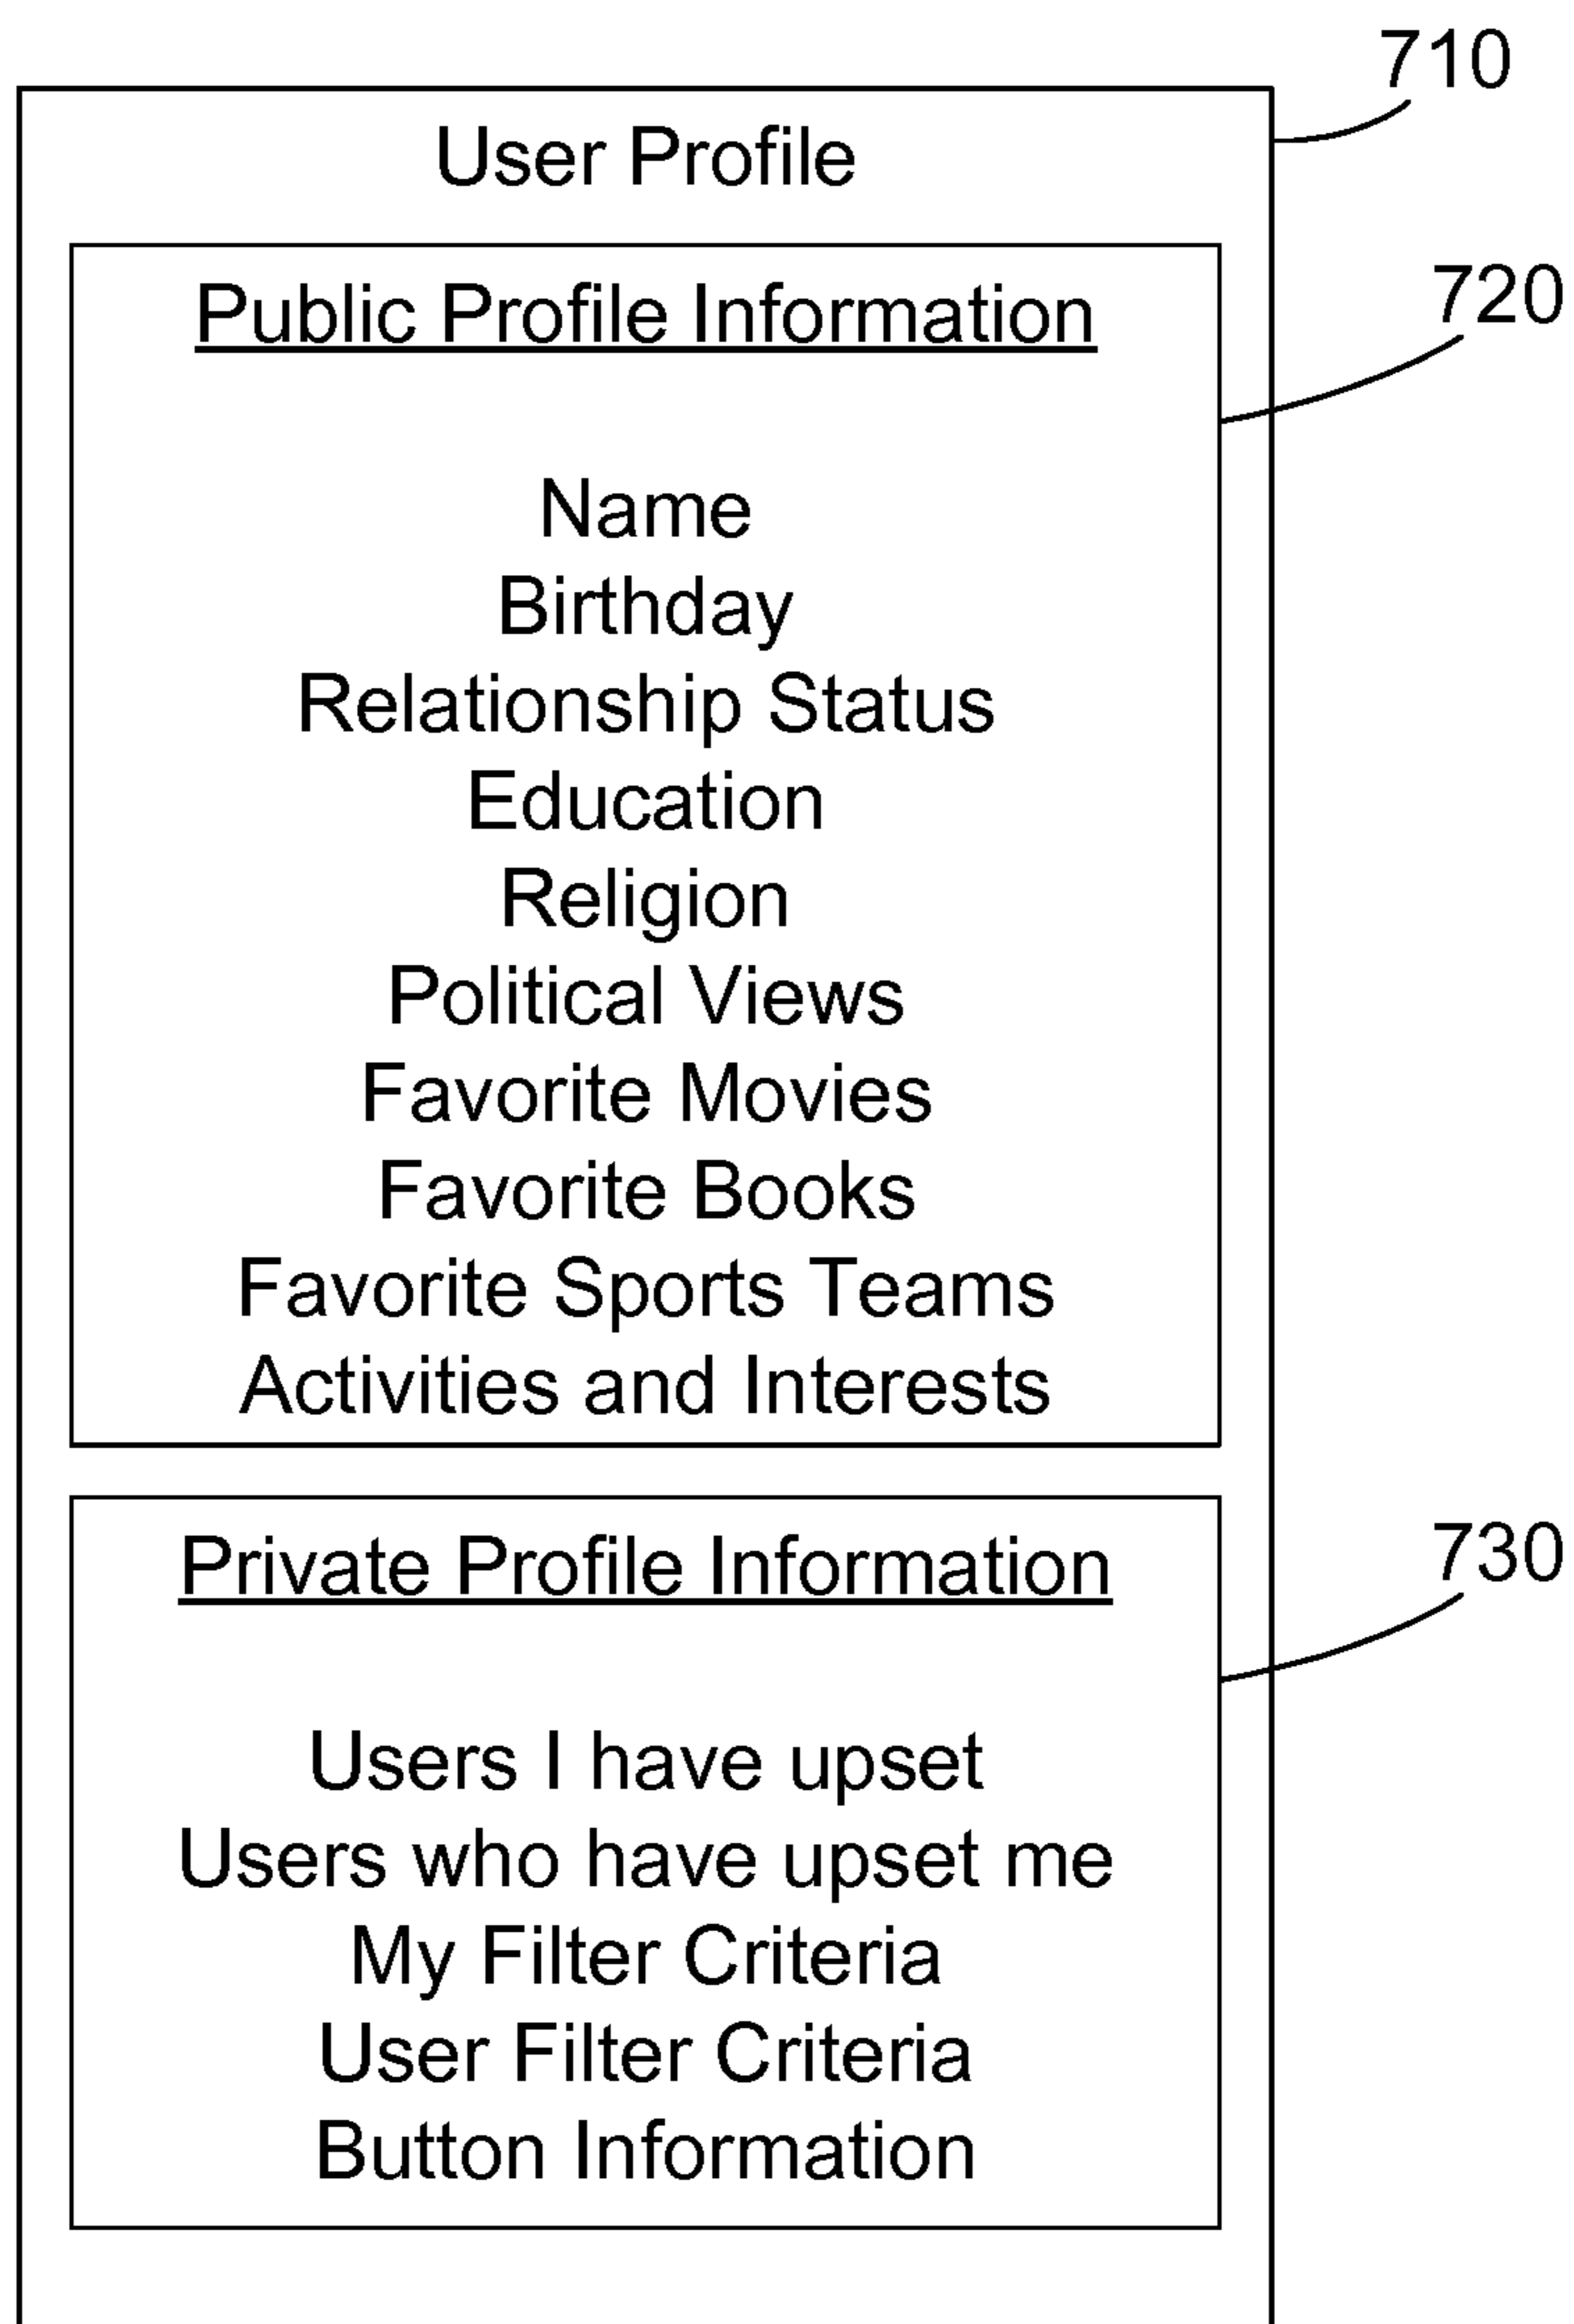 710
User Profile
720
Public Profile Information
Name
Birthday
Relationship Status
Education
Religion
Political Views
Favorite Movies
Favorite Books
Favorite Sports Teams
Activities and Interests
730
Private Profile Information
Users I have upset
Users who have upset me
My Filter Criteria
User Filter Criteria
Button Information